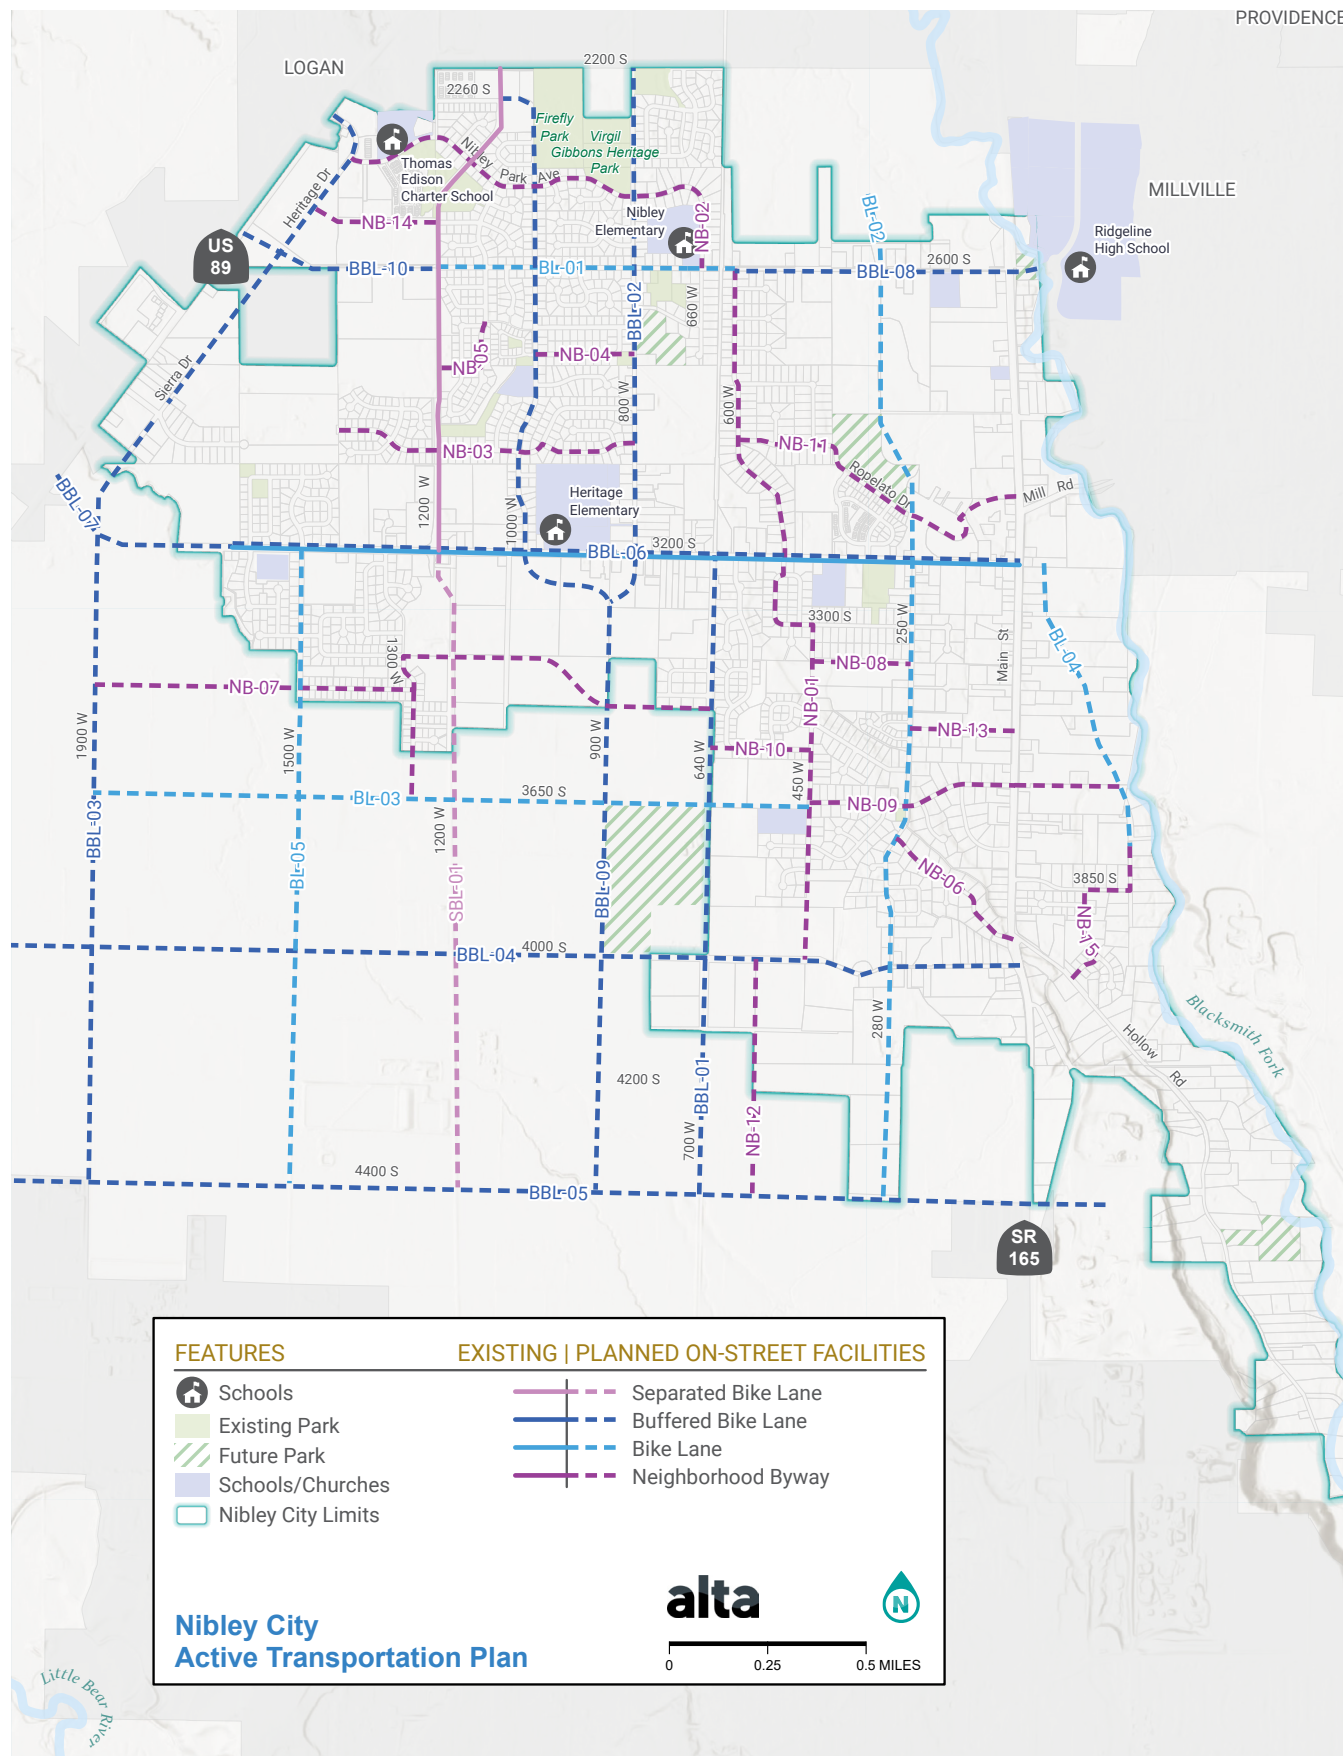 PROVIDENCE
LOGAN
2200 S
2260 S
Firefly
Park
Virgil
Gibbons Heritage
Park
Nibley Park Ave
Thomas
Edison
Charter School
MILLVILLE
Heritage Dr
NB-14
Nibley
Elementary
NB-02
BL-02
Ridgeline
High School
US
89
BBL-10
BL-01
BBL-08
2600 S
BBL-02
660 W
NB-05
NB-04
Sierra Dr
800 W
600 W
NB-03
NB-11
Ropelato Dr
Mill Rd
BBL-07
1200 W
1000 W
Heritage
Elementary
BBL-06
3200 S
3300 S
250 W
Main St
BL-04
1300 W
NB-08
NB-07
NB-01
1900 W
1500 W
900 W
640 W
NB-10
NB-13
450 W
BL-03
3650 S
NB-09
BBL-03
1200 W
BL-05
SBL-01
BBL-09
NB-06
3850 S
NB-15
BBL-04
4000 S
280 W
Blacksmith Fork
Hollow Rd
4200 S
BBL-01
NB-12
700 W
4400 S
BBL-05
SR
165
FEATURES
Schools
Existing Park
Future Park
Schools/Churches
Nibley City Limits
EXISTING | PLANNED ON-STREET FACILITIES
Separated Bike Lane
Buffered Bike Lane
Bike Lane
Neighborhood Byway
Nibley City
Active Transportation Plan
alta
N
0 0.25 0.5 MILES
Little Bear River